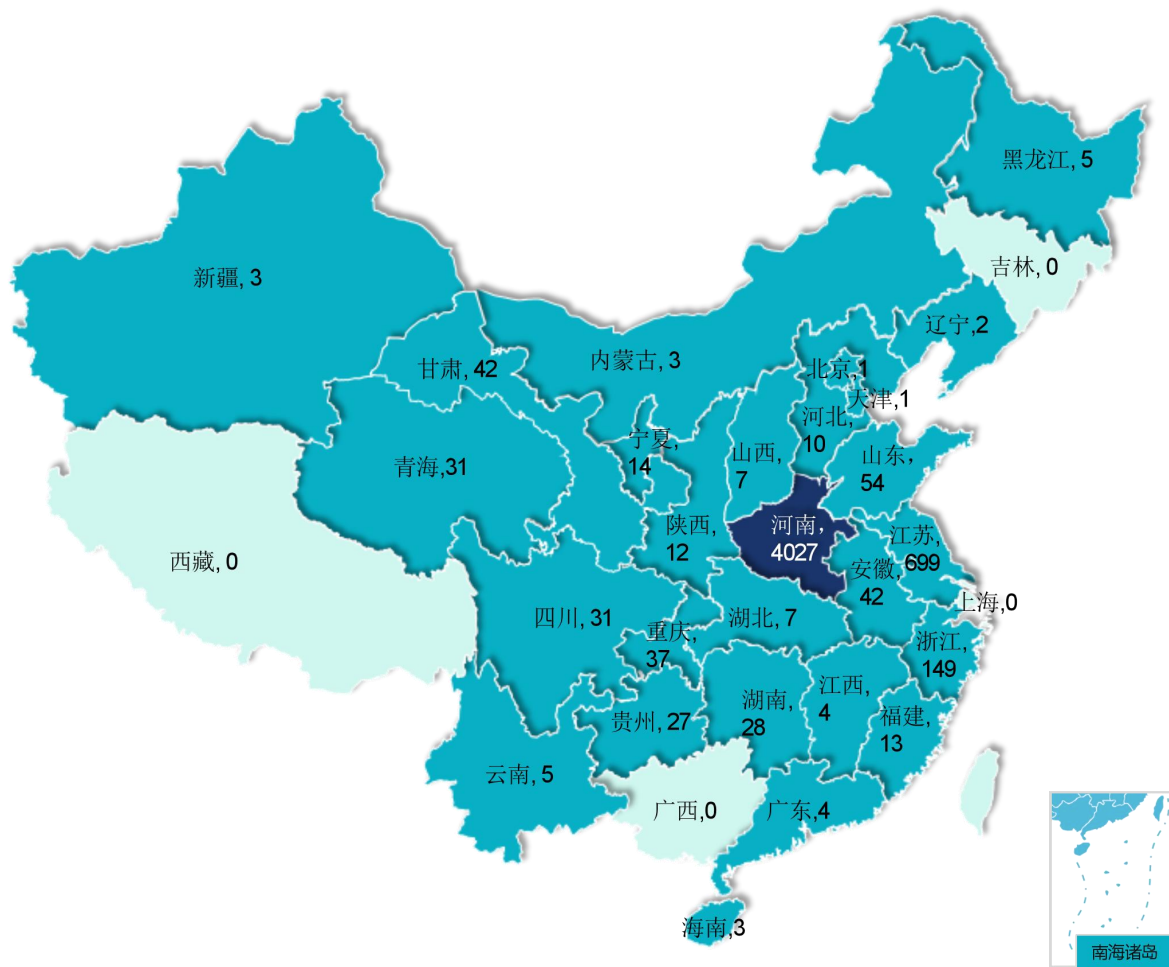 黑龙江, 5
吉林, 0
新疆, 3
辽宁,2
内蒙古, 3
甘肃, 42
北京,1
天津,1
河北,
10
宁夏,
14
山西,
7
山东，
54
青海,31
陕西,
12
河南，
4027
江苏,
699
安徽,
42
西藏, 0
上海,0
四川, 31
湖北, 7
重庆,
37
浙江,
149
湖南,
28
江西,
4
贵州, 27
福建,
13
云南, 5
广西,0
广东, 4
海南,3
南海诸岛